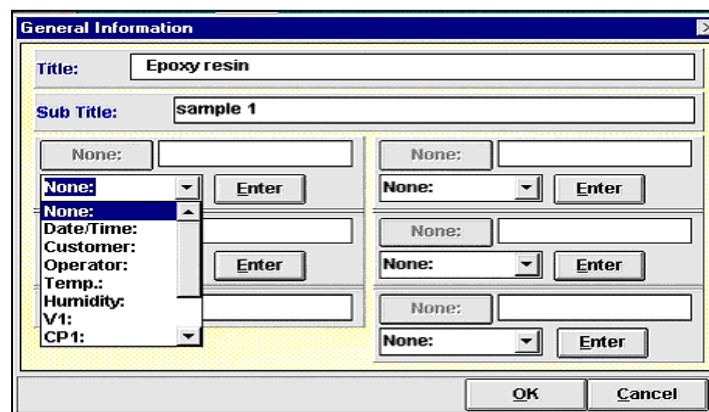 General Information
Title: Epoxy resin
Sub Title: sample 1
None: None:
None: Enter None: Enter
None:
Date/Time:
Customer:
Operator:
Temp.:
Humidity:
V1:
CP1:
None:
Enter None: Enter
None:
None: Enter
OK Cancel